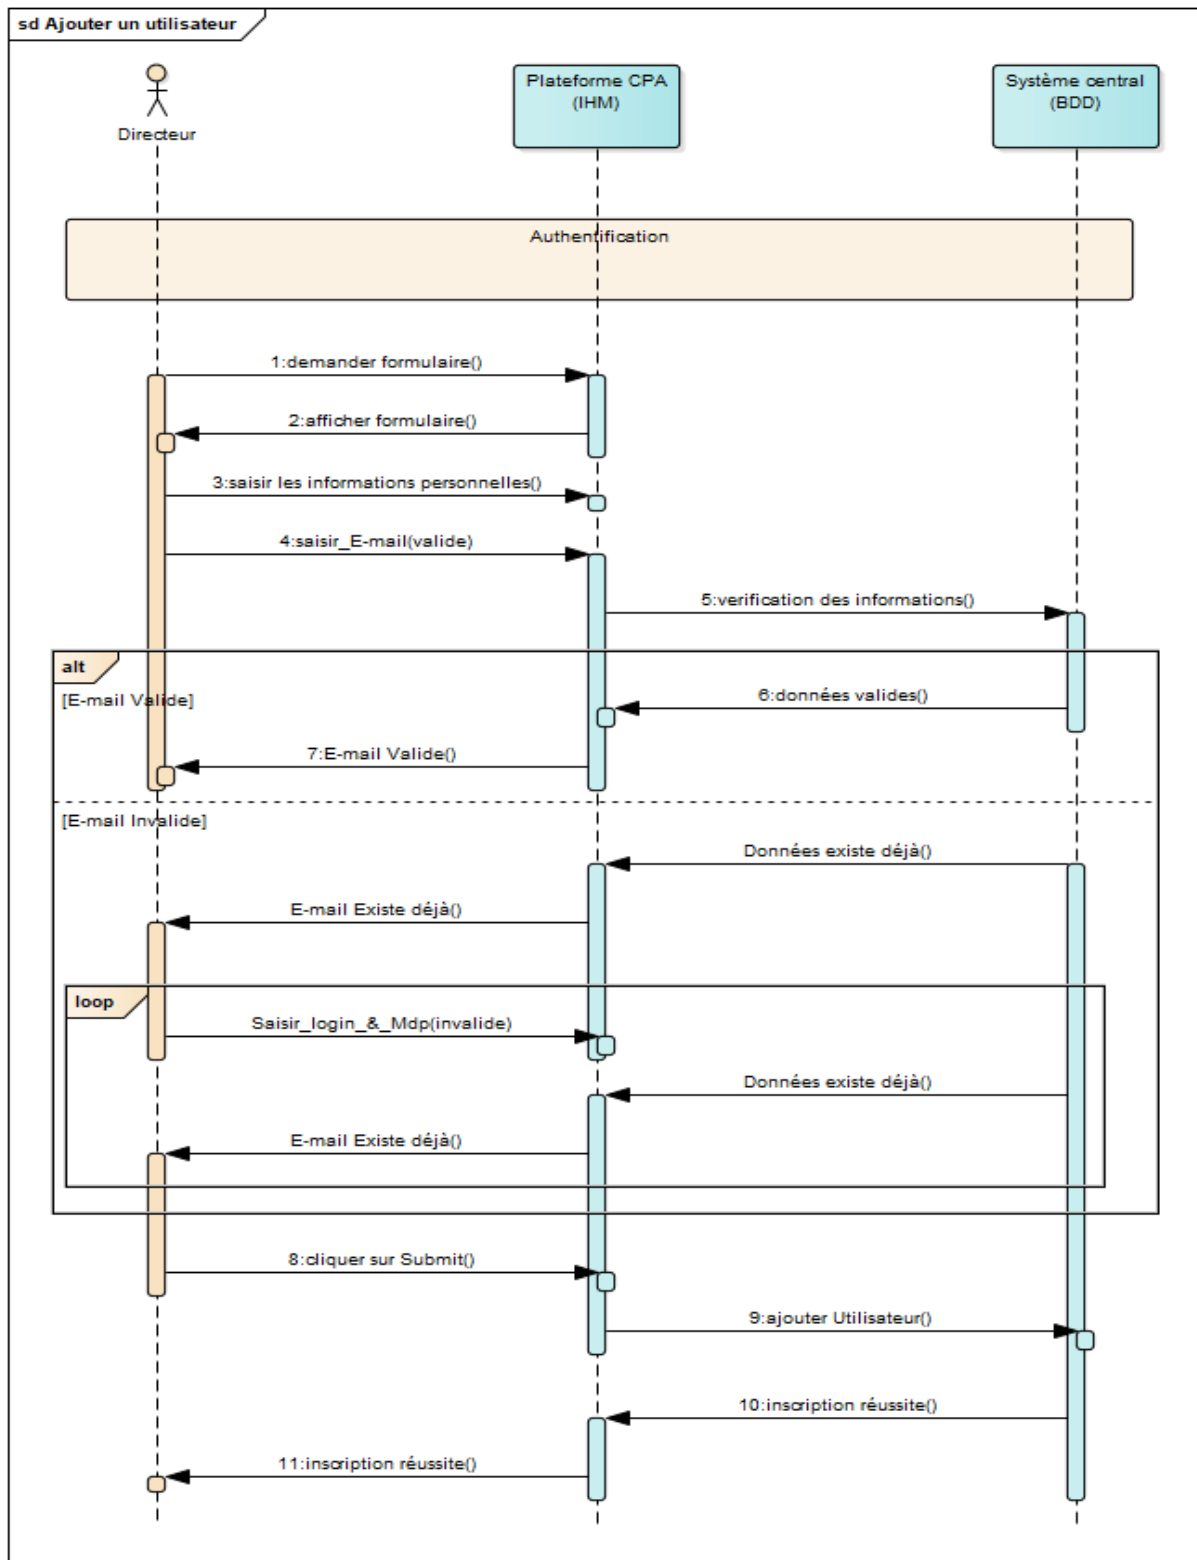 sd Ajouter un utilisateur
Directeur
Plateforme CPA
(IHM)
Système central
(BDD)
Authentification
1:demander formulaire()
2:afficher formulaire()
3:saisir les informations personnelles()
4:saisir_E-mail(valide)
5:verification des informations()
alt
[E-mail Valide]
6:données valides()
7:E-mail Valide()
[E-mail Invalide]
Données existe déjà()
E-mail Existe déjà()
loop
Saisir_login_&_Mdp(invalide)
Données existe déjà()
E-mail Existe déjà()
8:cliquer sur Submit()
9:ajouter Utilisateur()
10:inscription réussite()
11:inscription réussite()